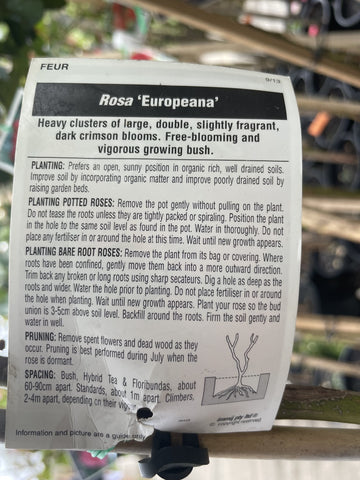 FEUR
9/13
Rosa 'Europeana'
Heavy clusters of large, double, slightly fragrant,
dark crimson blooms. Free-blooming and
vigorous growing bush.
PLANTING: Prefers an open, sunny position in organic rich, well drained soils.
Improve soil by incorporating organic matter and improve poorly drained soil by
raising garden beds.
PLANTING POTTED ROSES: Remove the pot gently without pulling on the plant.
Do not tease the roots unless they are tightly packed or spiraling. Position the plant
in the hole to the same soil level as found in the pot. Water in thoroughly. Do not
place any fertiliser in or around the hole at this time. Wait until new growth appears.
PLANTING BARE ROOT ROSES: Remove the plant from its bag or covering. Where
roots have been confined, gently move them back into a more outward direction.
Trim back any broken or long roots using sharp secateurs. Dig a hole as deep as the
roots and wider. Water the hole prior to planting. Do not place fertiliser in or around
the hole when planting. Wait until new growth appears. Plant your rose so the bud
union is 3-5cm above soil level. Backfill around the roots. Firm the soil gently and
water in well.
PRUNING: Remove spent flowers and dead wood as they
occur. Pruning is best performed during July when the
rose is dormant.
SPACING: Bush, Hybrid Tea & Floribundas, about
60-90cm apart. Standards, about 1m apart. Climbers,
2-4m apart, depending on their
Information and picture are a guide only
copyright reserved